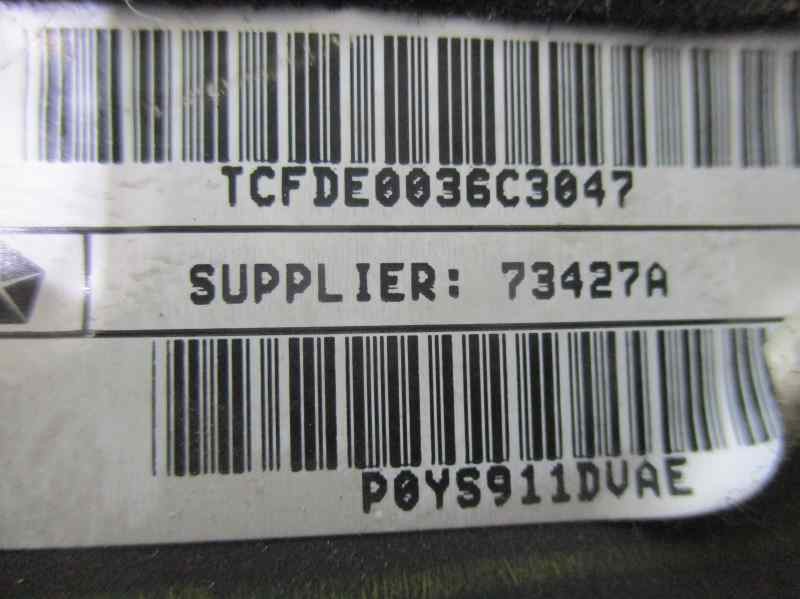 TCFDE0036C3047
SUPPLIER: 73427A
P0YS911DVAE